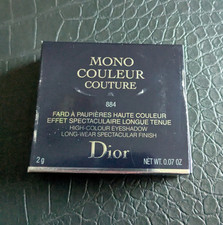 MONO
COULEUR
COUTURE
884
FARD À PAUPIÈRES HAUTE COULEUR
EFFET SPECTACULAIRE LONGUE TENUE
HIGH-COLOUR EYESHADOW
LONG-WEAR SPECTACULAR FINISH
2 g
Dior
NET WT. 0.07 OZ